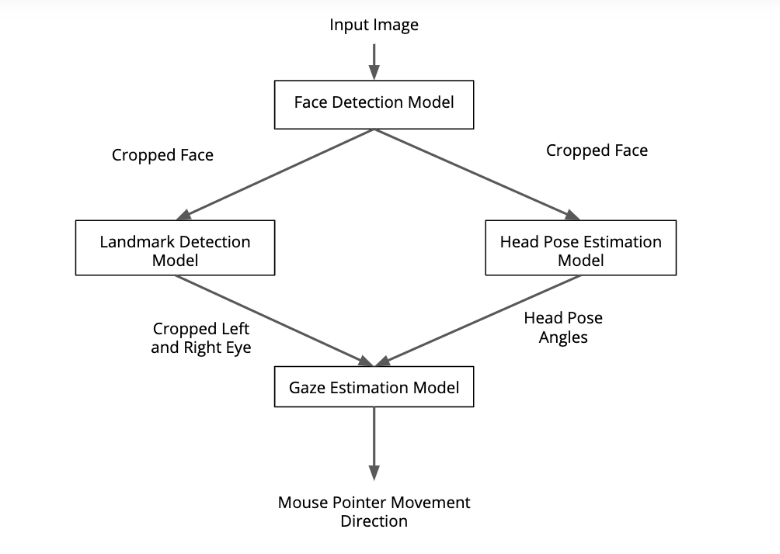 Input Image
Face Detection Model
Cropped Face
Cropped Face
Landmark Detection
Model
Head Pose Estimation
Model
Cropped Left
and Right Eye
Head Pose
Angles
Gaze Estimation Model
Mouse Pointer Movement
Direction